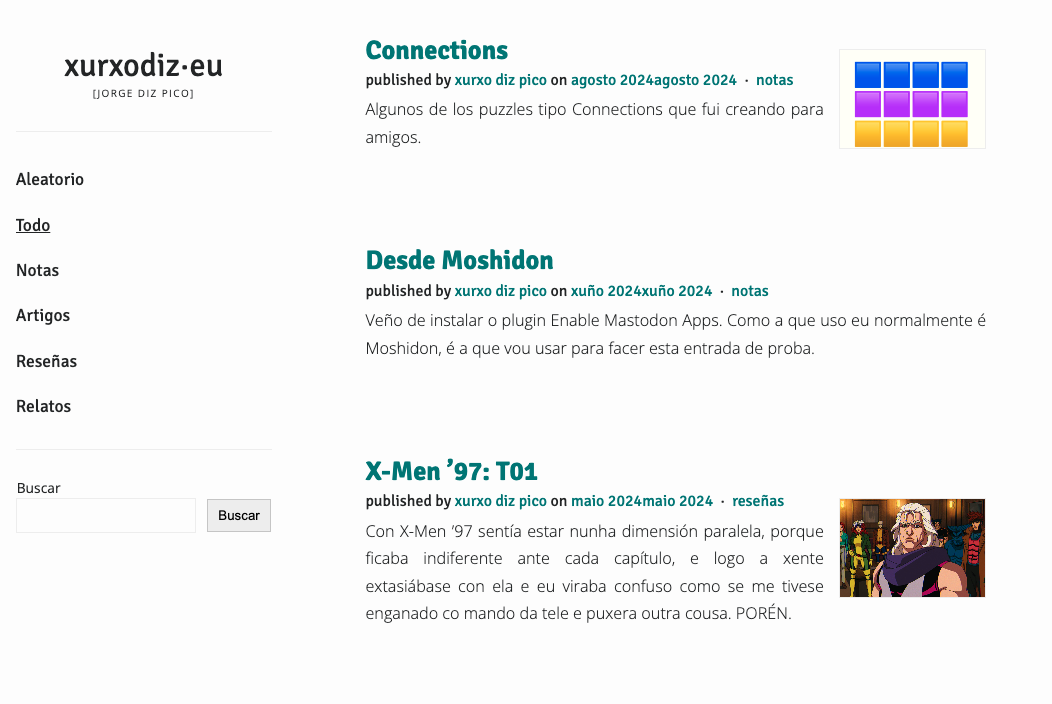 xurxodiz·eu
[JORGE DIZ PICO]
Aleatorio
Todo
Notas
Artigos
Reseñas
Relatos
Buscar
Buscar
Connections
published by xurxo diz pico on agosto 2024agosto 2024 · notas
Algunos de los puzzles tipo Connections que fui creando para
amigos.
Desde Moshidon
published by xurxo diz pico on xuño 2024xuño 2024 · notas
Veño de instalar o plugin Enable Mastodon Apps. Como a que uso eu normalmente é
Moshidon, é a que vou usar para facer esta entrada de proba.
X-Men ’97: T01
published by xurxo diz pico on maio 2024maio 2024 · reseñas
Con X-Men ’97 sentía estar nunha dimensión paralela, porque
ficaba indiferente ante cada capítulo, e logo a xente
extasiábase con ela e eu viraba confuso como se me tivese
enganado co mando da tele e puxera outra cousa. PORÉN.